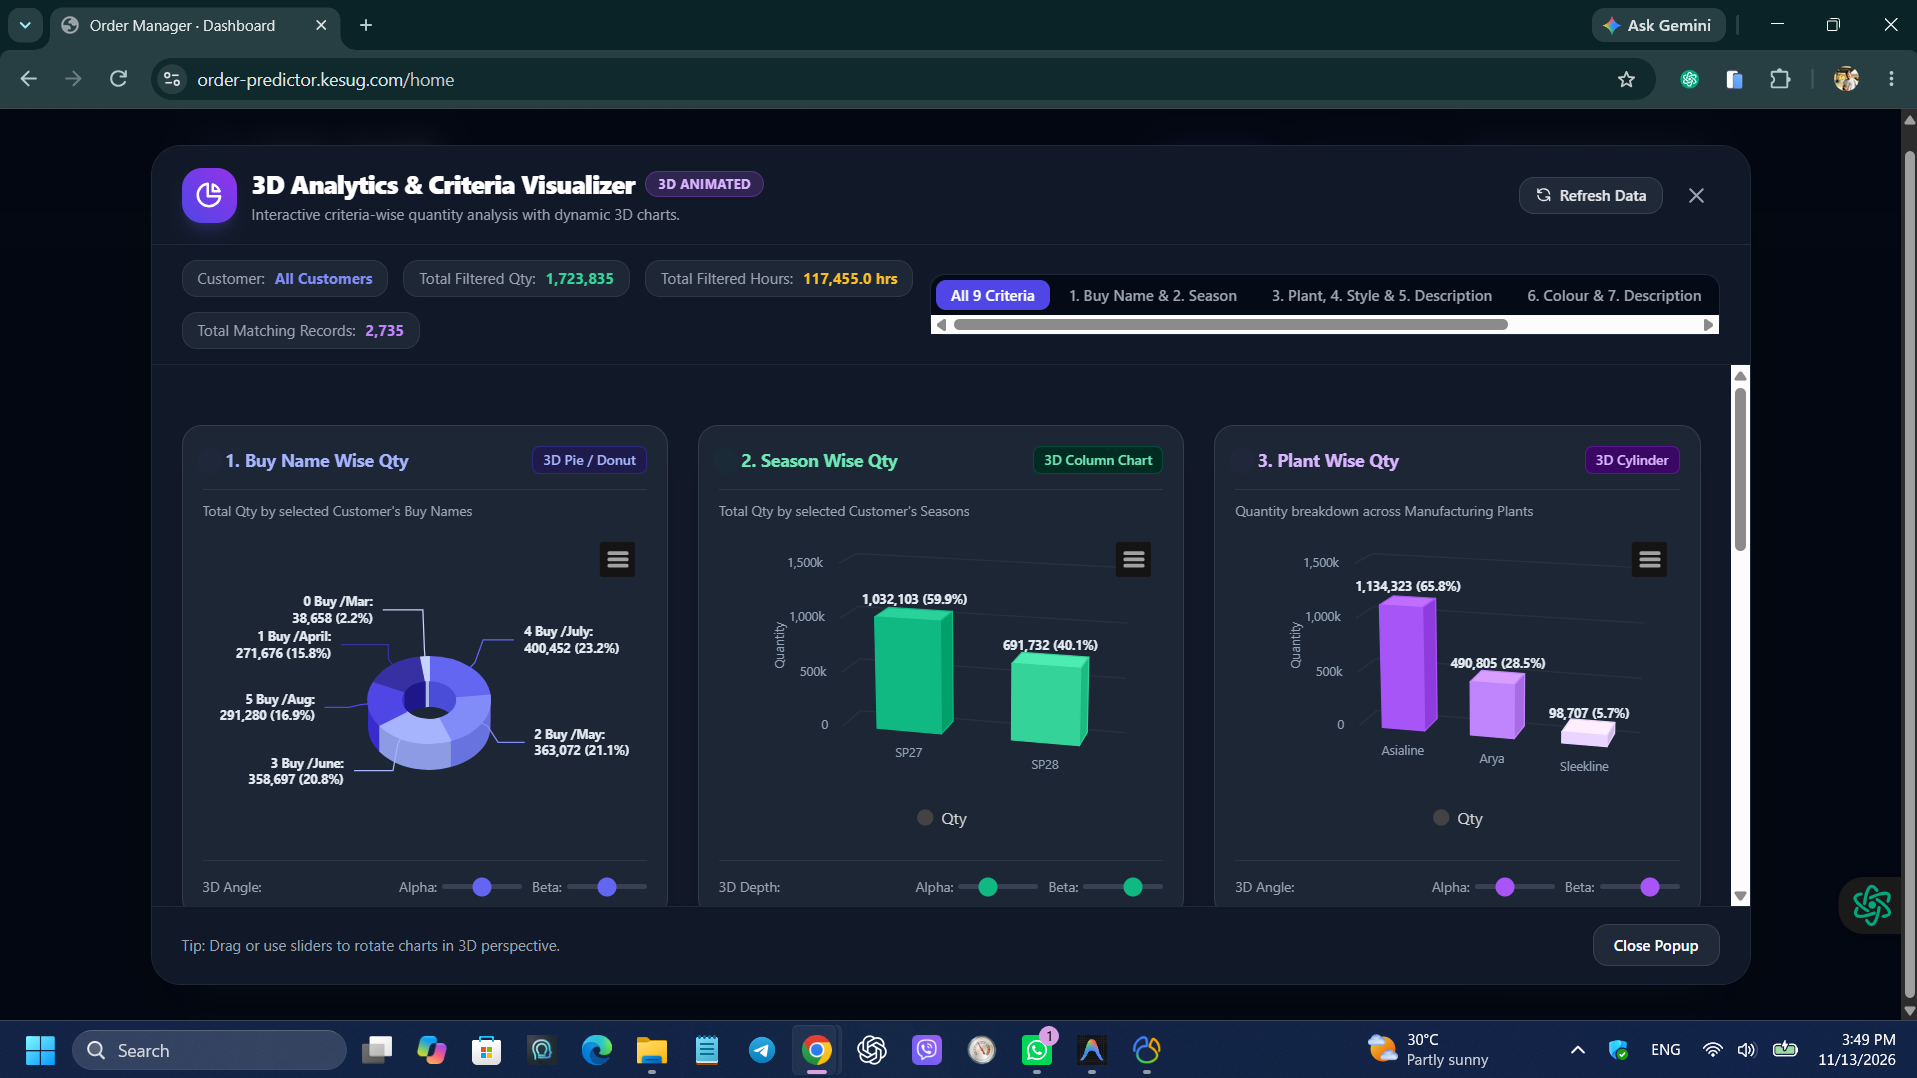 Order Manager · Dashboard
Ask Gemini
order-predictor.kesug.com/home
3D Analytics & Criteria Visualizer
3D ANIMATED
Interactive criteria-wise quantity analysis with dynamic 3D charts.
Refresh Data
Customer: All Customers
Total Filtered Qty: 1,723,835
Total Filtered Hours: 117,455.0 hrs
Total Matching Records: 2,735
All 9 Criteria
1. Buy Name & 2. Season
3. Plant, 4. Style & 5. Description
6. Colour & 7. Description
1. Buy Name Wise Qty
3D Pie / Donut
Total Qty by selected Customer's Buy Names
0 Buy /Mar:
38,658 (2.2%)
1 Buy /April:
271,676 (15.8%)
5 Buy /Aug:
291,280 (16.9%)
3 Buy /June:
358,697 (20.8%)
4 Buy /July:
400,452 (23.2%)
2 Buy /May:
363,072 (21.1%)
3D Angle:
Alpha:
Beta:
2. Season Wise Qty
3D Column Chart
Total Qty by selected Customer's Seasons
Quantity
1,500k
1,000k
500k
0
1,032,103 (59.9%)
691,732 (40.1%)
SP27
SP28
Qty
3D Depth:
Alpha:
Beta:
3. Plant Wise Qty
3D Cylinder
Quantity breakdown across Manufacturing Plants
Quantity
1,500k
1,000k
500k
0
1,134,323 (65.8%)
490,805 (28.5%)
98,707 (5.7%)
Asialine
Arya
Sleekline
Qty
3D Angle:
Alpha:
Beta:
Tip: Drag or use sliders to rotate charts in 3D perspective.
Close Popup
Search
1
30°C
Partly sunny
ENG
3:49 PM
11/13/2026